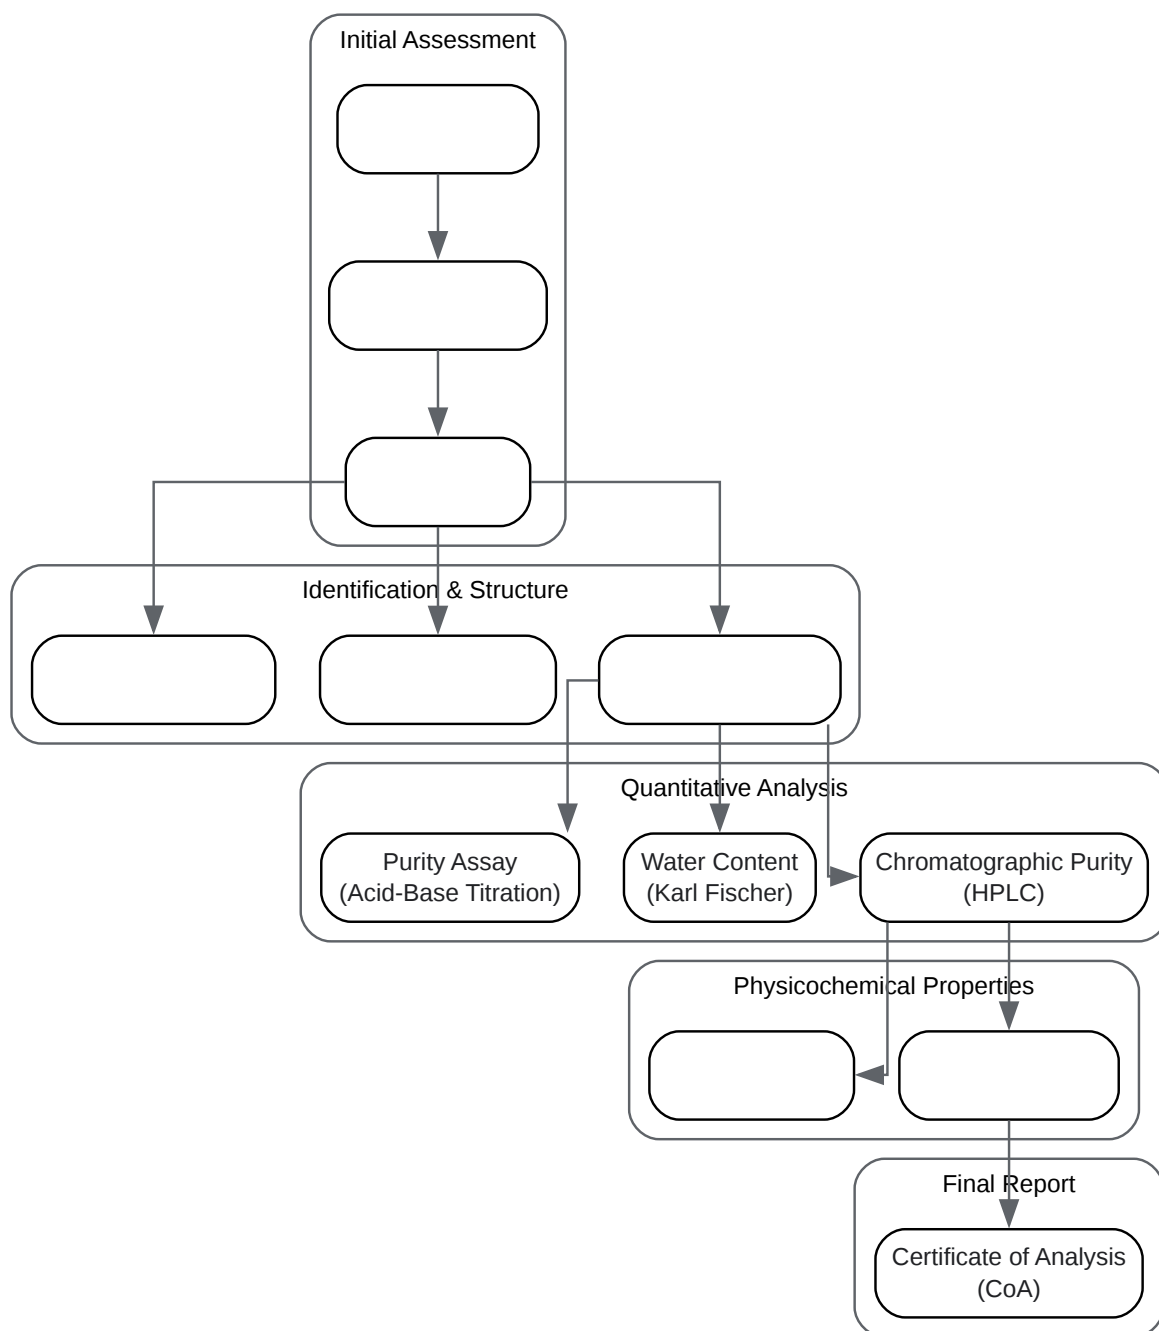 Initial Assessment
Identification & Structure
Quantitative Analysis
Purity Assay
(Acid-Base Titration)
Water Content
(Karl Fischer)
Chromatographic Purity
(HPLC)
Physicochemical Properties
Final Report
Certificate of Analysis
(CoA)